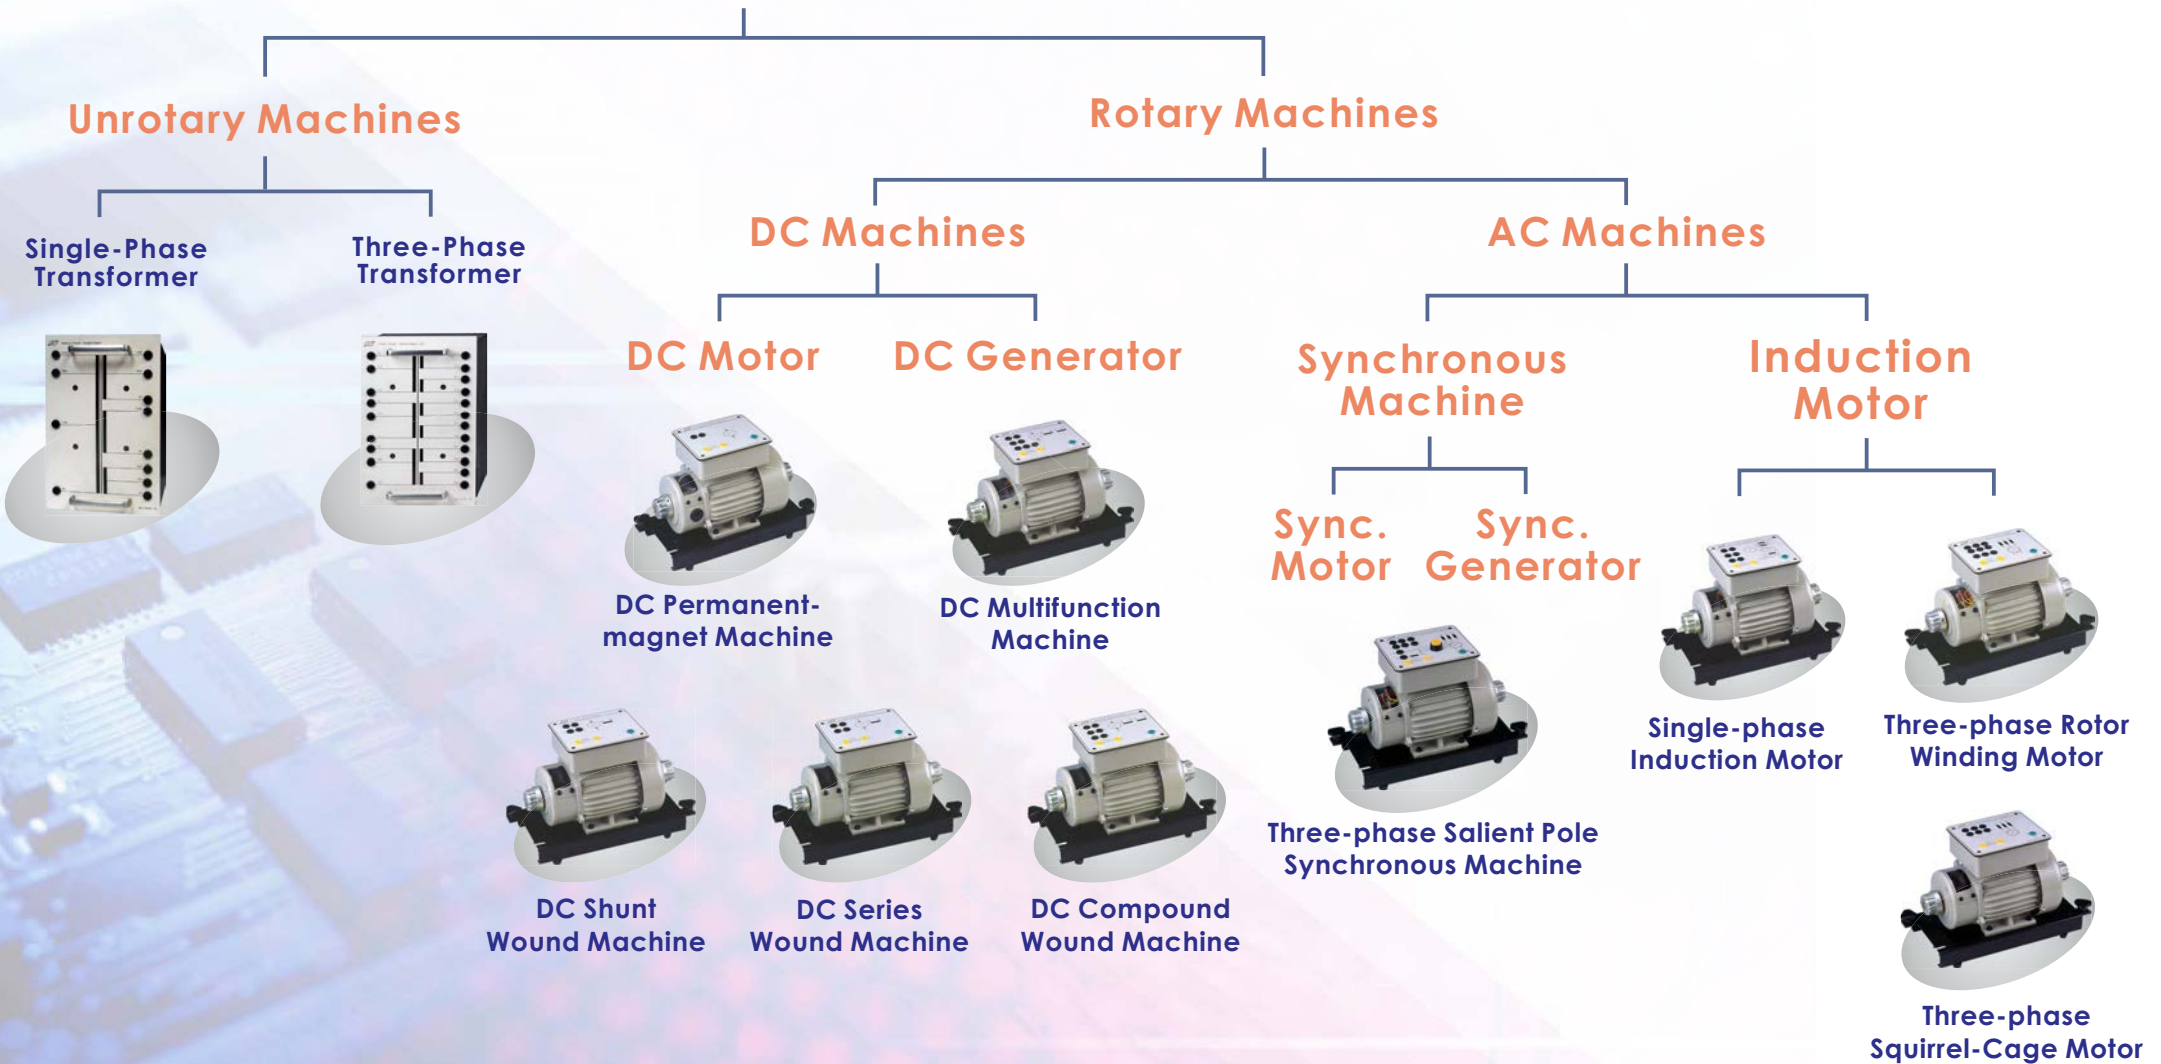 Unrotary Machines
Rotary Machines
Single-Phase
Transformer
Three-Phase
Transformer
DC Machines
AC Machines
DC Motor
DC Generator
Synchronous
Machine
Induction
Motor
Sync.
Motor
Sync.
Generator
DC Permanent-
magnet Machine
DC Multifunction
Machine
Single-phase
Induction Motor
Three-phase Rotor
Winding Motor
Three-phase Salient Pole
Synchronous Machine
DC Shunt
Wound Machine
DC Series
Wound Machine
DC Compound
Wound Machine
Three-phase
Squirrel-Cage Motor